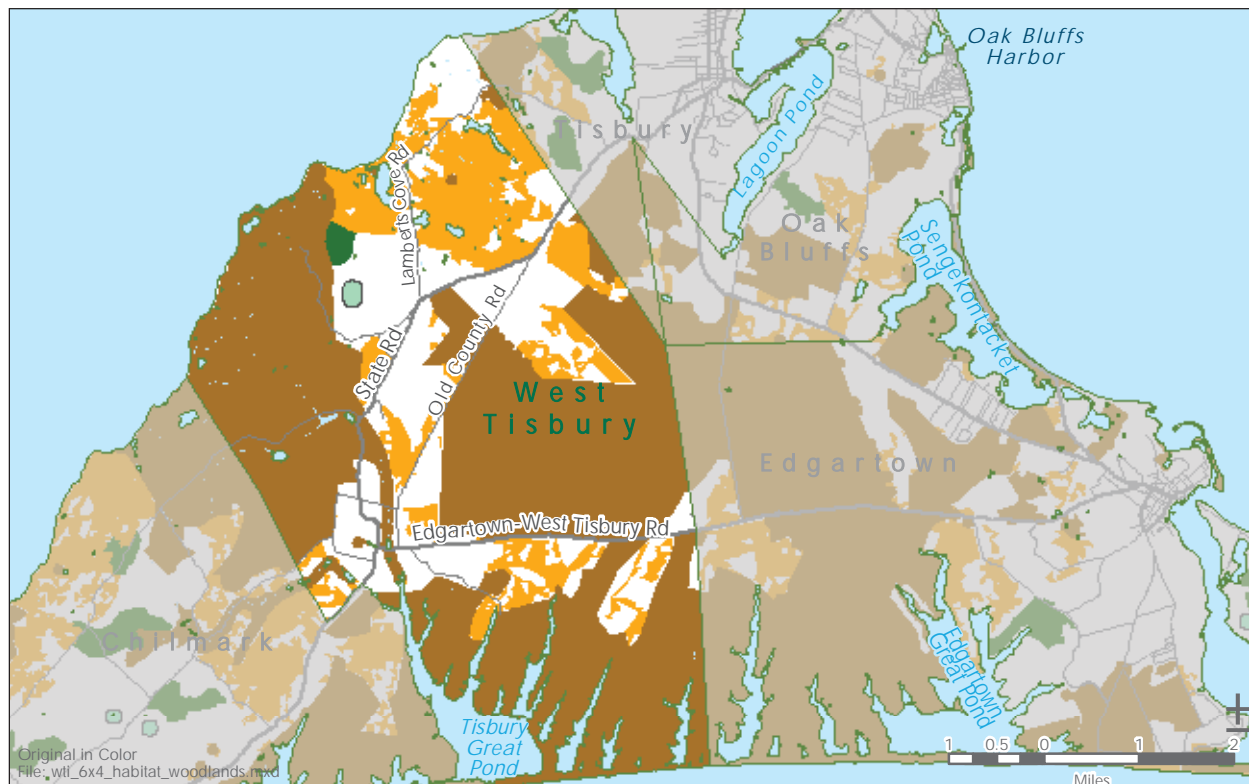 Oak Bluffs
Harbor
Tisbury
Lagoon Pond
Lamberts Cove Rd
Oak
Bluffs
Sengekontacket
Pond
Old County Rd
State Rd
West
Tisbury
Edgartown
Edgartown-West Tisbury Rd
Chilmark
Edgartown
Great Pond
Tisbury
Great
Pond
Original in Color
File: wti_6x4_habitat_woodlands.mxd
1 0.5 0 1 2
Miles